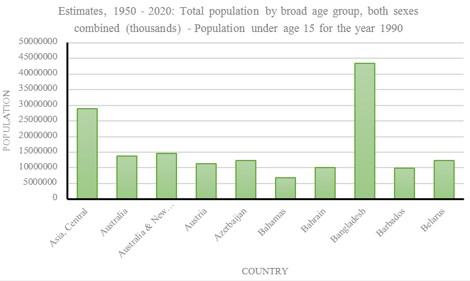 Estimates, 1950 - 2020: Total population by broad age group, both sexes
combined (thousands) - Population under age 15 for the year 1990
POPULATION
50000000
45000000
40000000
35000000
30000000
25000000
20000000
15000000
10000000
5000000
0
Asia, Central
Australia
Australia & New...
Austria
Azerbaijan
Bahamas
Bahrain
Bangladesh
Barbados
Belarus
COUNTRY